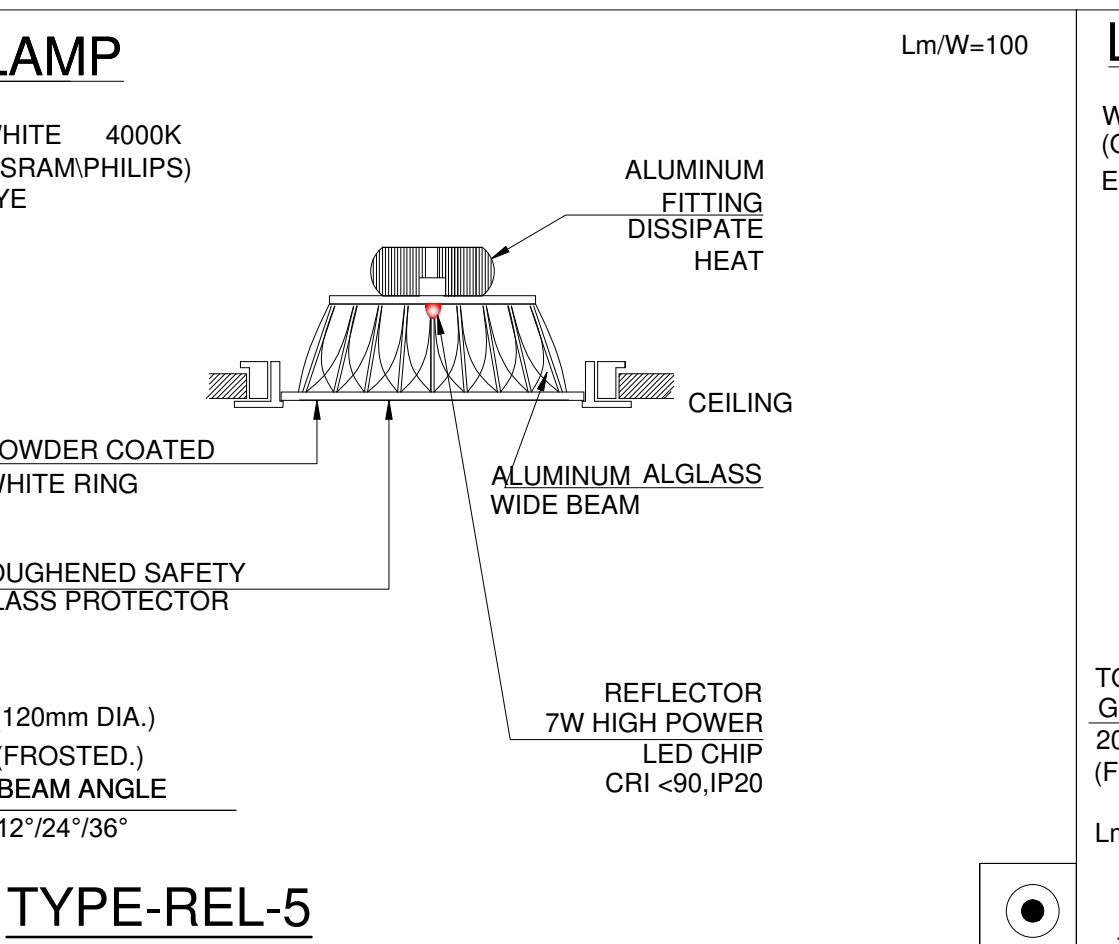 LAMP
Lm/W=100
WHITE 4000K
SRAM\PHILIPS)
YE
ALUMINUM
FITTING
DISSIPATE
HEAT
CEILING
OWDER COATED
WHITE RING
ALUMINUM ALGLASS
WIDE BEAM
OUGHENED SAFETY
LASS PROTECTOR
REFLECTOR
7W HIGH POWER
LED CHIP
CRI <90,IP20
(120mm DIA.)
(FROSTED.)
BEAM ANGLE
12°/24°/36°
TYPE-REL-5
L
W
(O
E
TO
G
20
(F
Lm